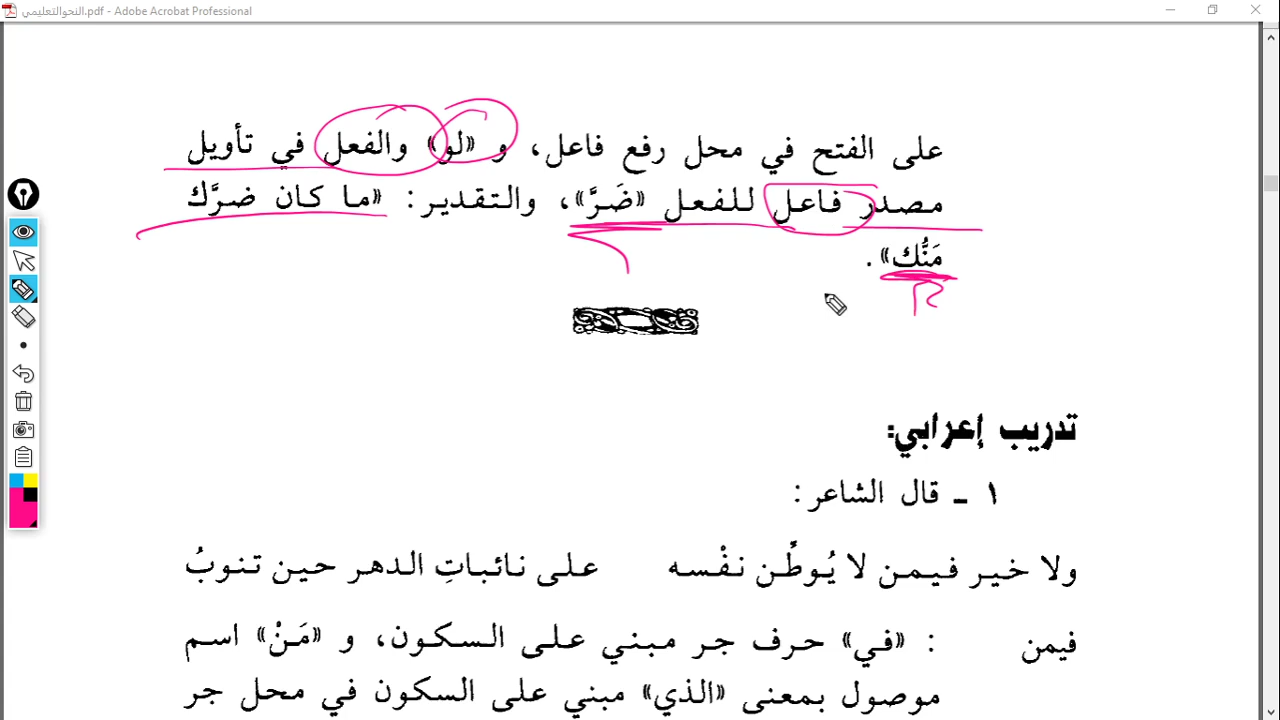 النحوالتعليمي.pdf - Adobe Acrobat Professional
على الفتح في محل رفع فاعل، و «لو» والفعل في تأويل
مصدر فاعل للفعل «ضَرَّ»، والتقدير: «ما كان ضرَّك
مَنُّك».
تدريب إعرابي:
١ ـ قال الشاعر:
ولا خير فيمن لا يُوطِّن نفْسه على نائباتِ الدهر حين تنوبُ
فيمن : «في» حرف جر مبني على السكون، و «مَنْ» اسم
موصول بمعنى «الذي» مبني على السكون في محل جر